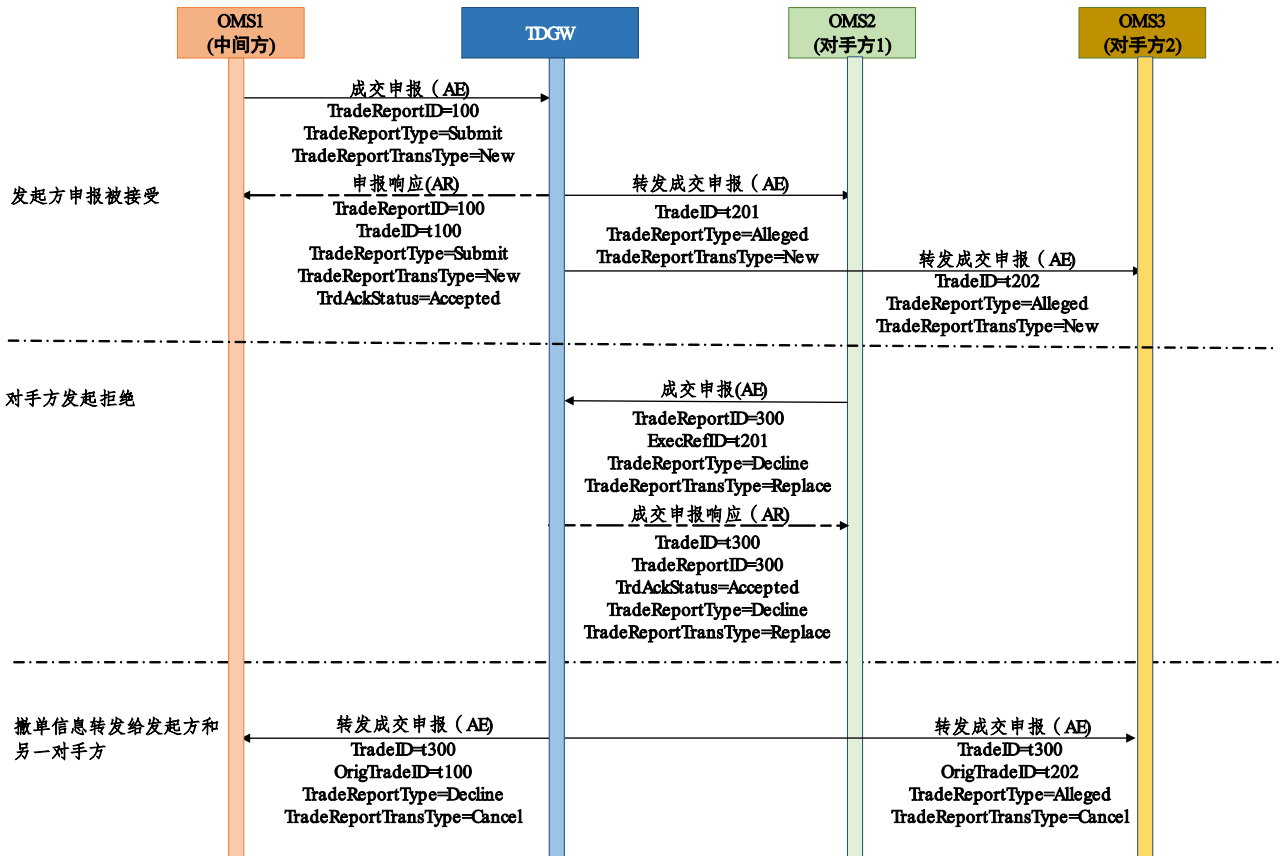 OMS1
(中间方)
TDGW
OMS2
(对手方1)
OMS3
(对手方2)
成交申报（AE)
TradeReportID=100
TradeReportType=Submit
TradeReportTransType=New
发起方申报被接受
申报响应(AR)
TradeReportID=100
TradeID=t100
TradeReportType=Submit
TradeReportTransType=New
TrdAckStatus=Accepted
转发成交申报（AE)
TradeID=t201
TradeReportType=Alleged
TradeReportTransType=New
转发成交申报（AE)
TradeID=t202
TradeReportType=Alleged
TradeReportTransType=New
对手方发起拒绝
成交申报(AE)
TradeReportID=300
ExecRefID=t201
TradeReportType=Decline
TradeReportTransType=Replace
成交申报响应（AR)
TradeID=t300
TradeReportID=300
TrdAckStatus=Accepted
TradeReportType=Decline
TradeReportTransType=Replace
撤单信息转发给发起方和
另一对手方
转发成交申报（AE)
TradeID=t300
OrigTradeID=t100
TradeReportType=Decline
TradeReportTransType=Cancel
转发成交申报（AE)
TradeID=t300
OrigTradeID=t202
TradeReportType=Alleged
TradeReportTransType=Cancel